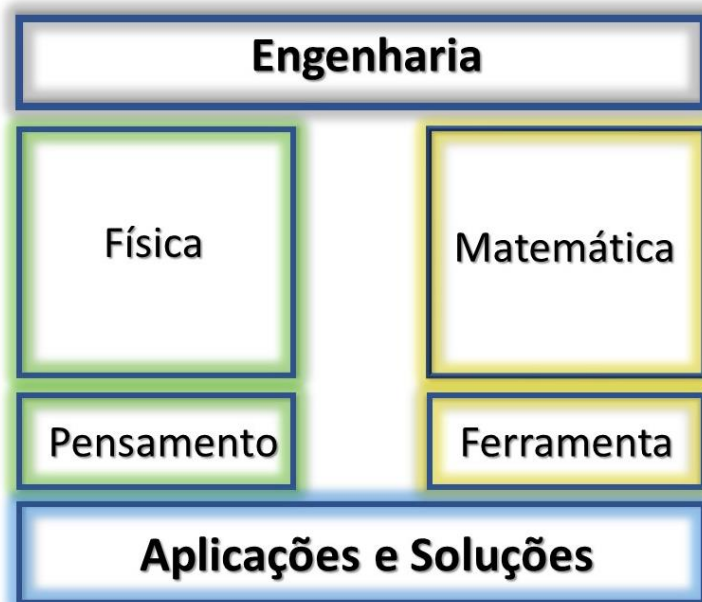 Engenharia
Física
Matemática
Pensamento
Ferramenta
Aplicações e Soluções